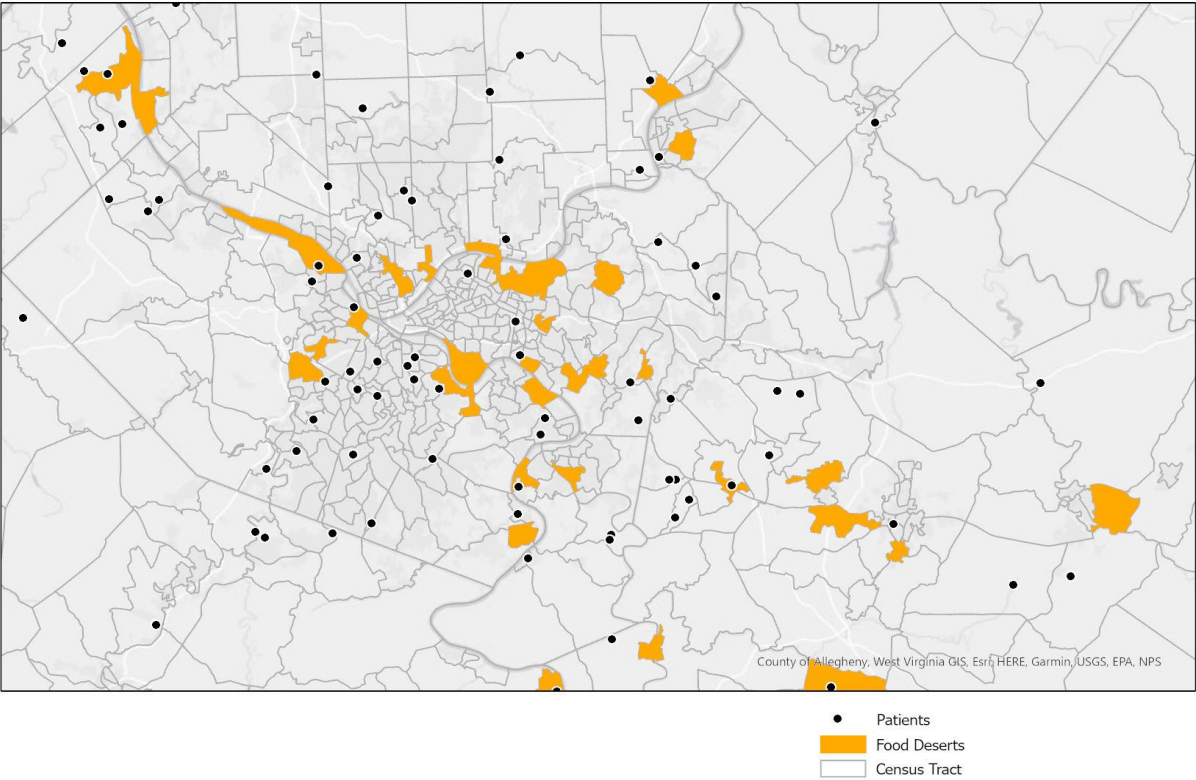 County of Allegheny, West Virginia GIS, Esri, HERE, Garmin, USGS, EPA, NPS
Patients
Food Deserts
Census Tract